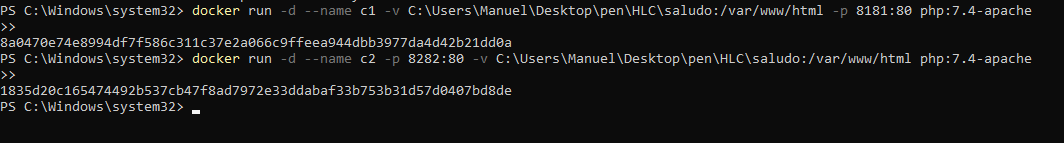 PS C:\Windows\system32> docker run -d --name c1 -v C:\Users\Manuel\Desktop\pen\HLC\saludo:/var/www/html -p 8181:80 php:7.4-apache
>>
8a0470e74e8994df7f586c311c37e2a066c9ffeea944dbb3977da4d42b21dd0a
PS C:\Windows\system32> docker run -d --name c2 -p 8282:80 -v C:\Users\Manuel\Desktop\pen\HLC\saludo:/var/www/html php:7.4-apache
>>
1835d20c165474492b537cb47f8ad7972e33ddabaf33b753b31d57d0407bd8de
PS C:\Windows\system32>